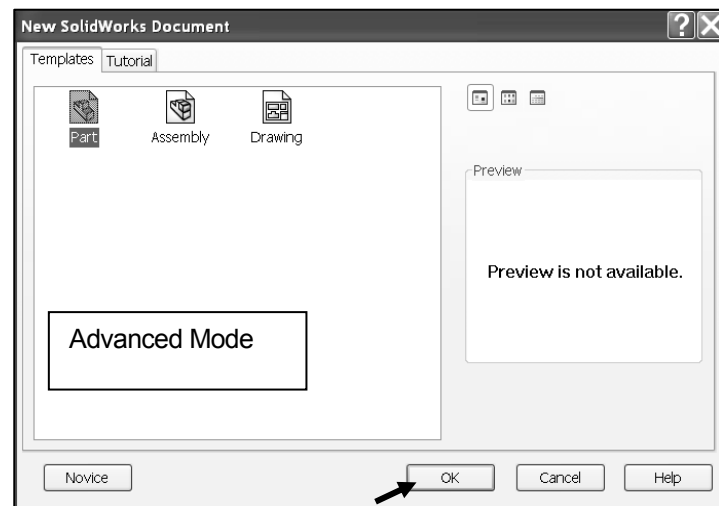 New SolidWorks Document ? X
Templates Tutorial
Part Assembly Drawing
Preview
Preview is not available.
Advanced Mode
Novice OK Cancel Help